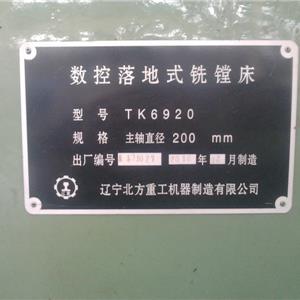 数控落地式铣镗床
型号 TK6920
规格 主轴直径 200 mm
出厂编号 年 月制造
辽宁北方重工机器制造有限公司